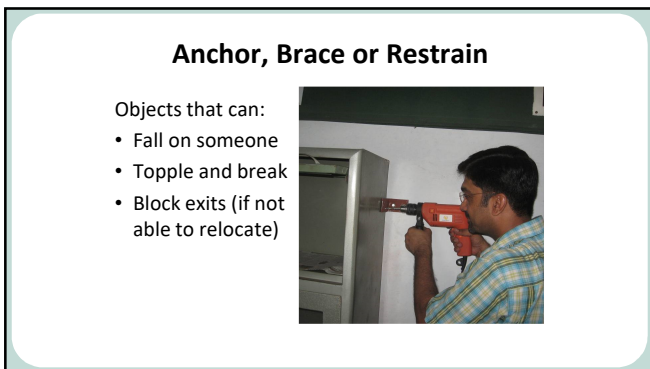 Anchor, Brace or Restrain
Objects that can:
• Fall on someone
• Topple and break
• Block exits (if not
able to relocate)